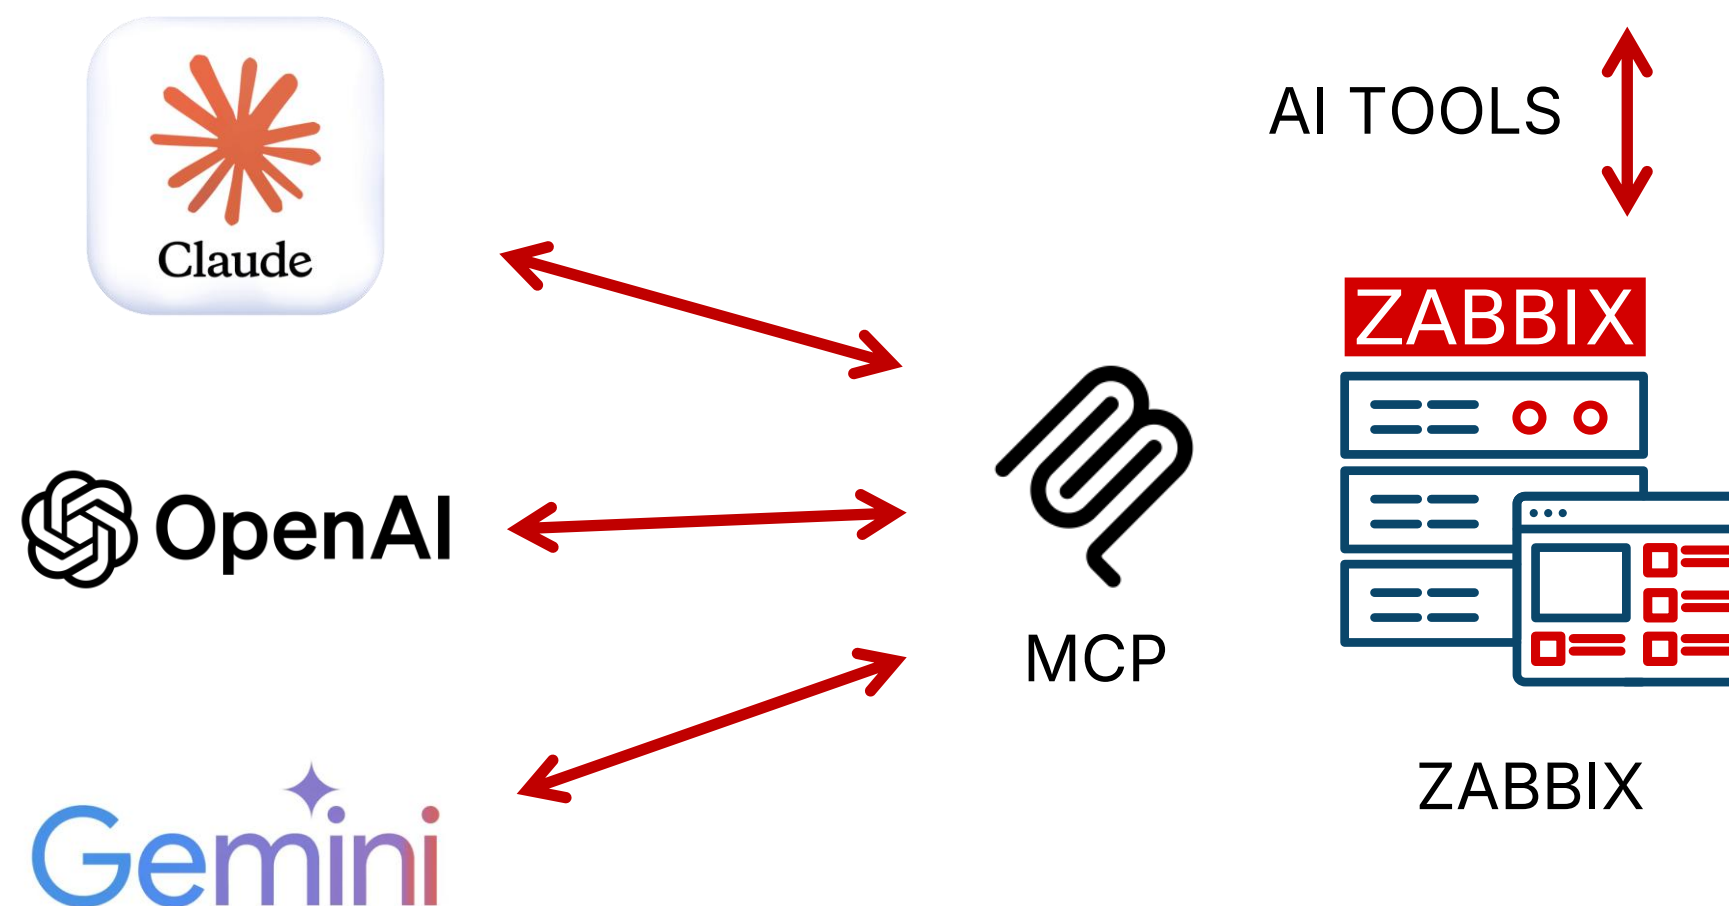 Claude
AI TOOLS
ZABBIX
OpenAI
MCP
ZABBIX
Gemini